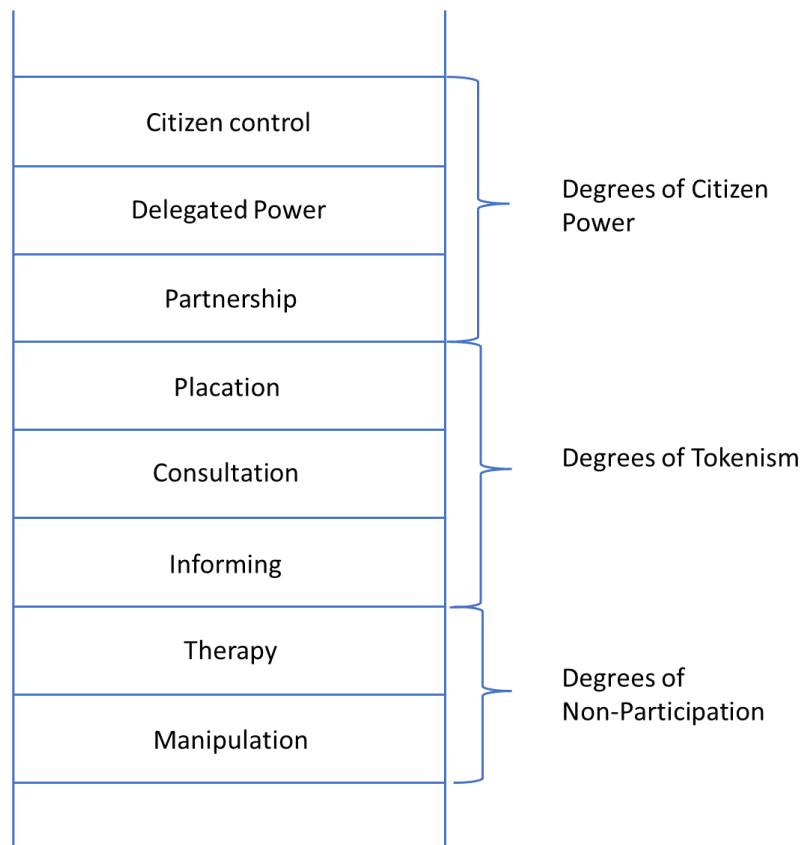 Citizen control
Delegated Power
Partnership
Placation
Consultation
Informing
Therapy
Manipulation
Degrees of Citizen
Power
Degrees of Tokenism
Degrees of
Non-Participation